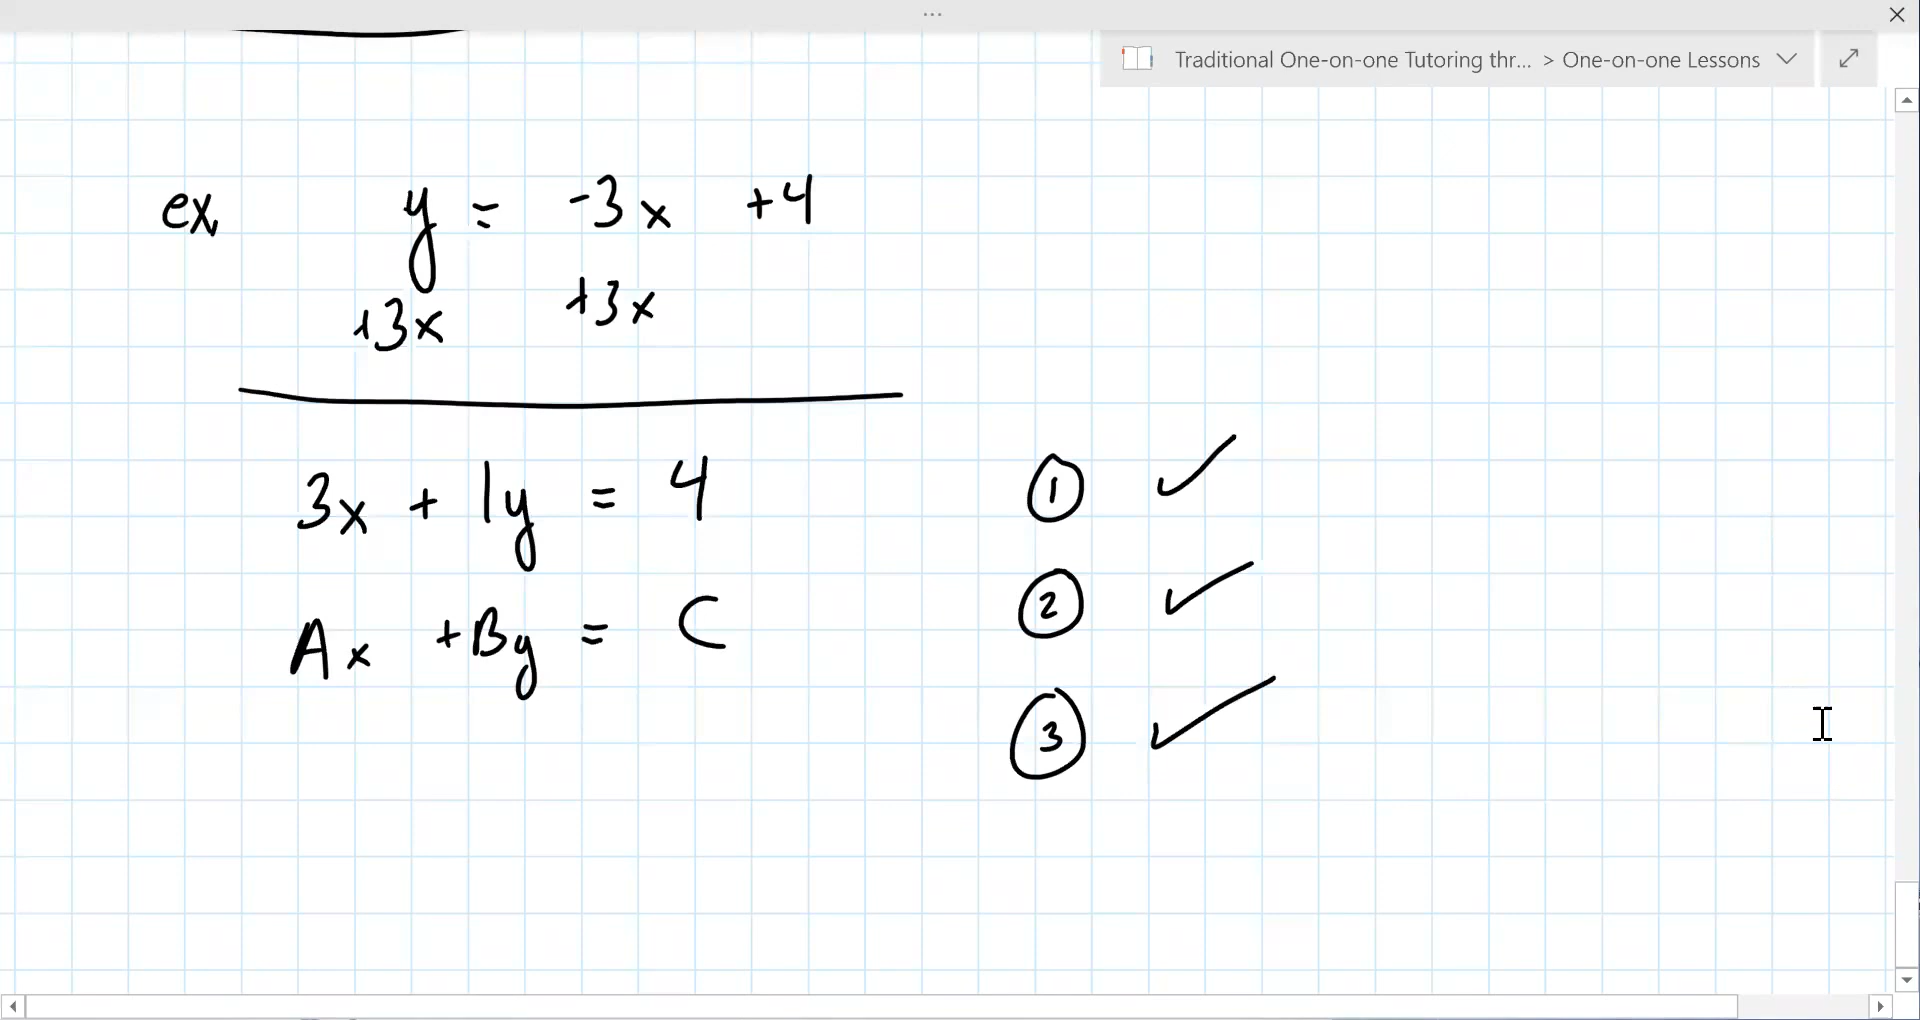 ...
Traditional One-on-one Tutoring thr... > One-on-one Lessons
ex. y = -3x +4
+3x +3x
3x + 1y = 4
Ax + By = C
① ✓
② ✓
③ ✓